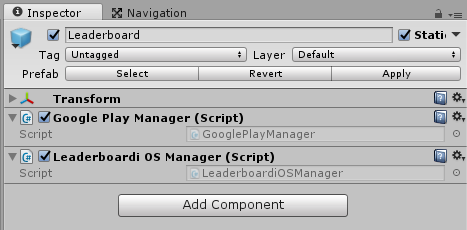 Inspector Navigation
Leaderboard Static
Tag Untagged Layer Default
Prefab Select Revert Apply
Transform
Google Play Manager (Script)
Script GooglePlayManager
Leaderboardi OS Manager (Script)
Script LeaderboardiOSManager
Add Component